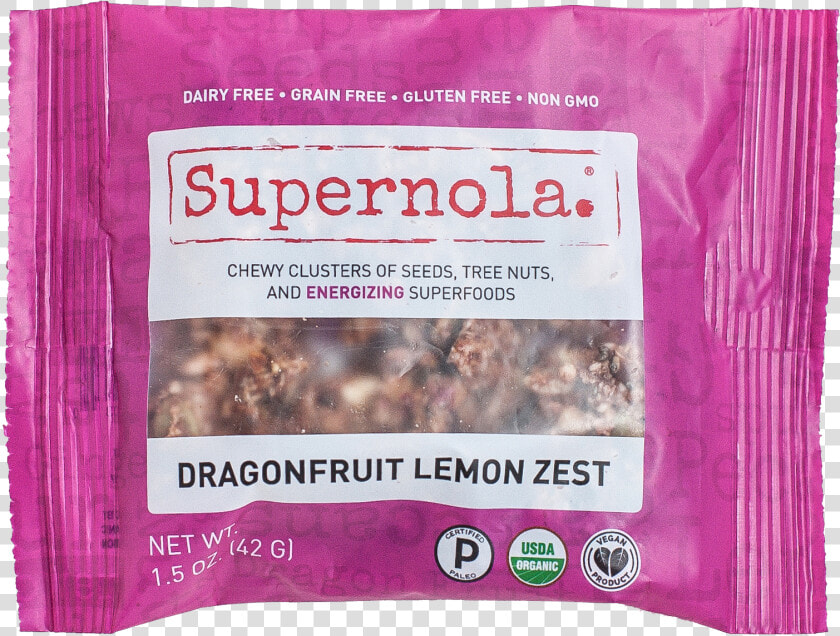 Seeds
DAIRY FREE • GRAIN FREE • GLUTEN FREE • NON GMO
Supernola.®
CHEWY CLUSTERS OF SEEDS, TREE NUTS,
AND ENERGIZING SUPERFOODS
DRAGONFRUIT LEMON ZEST
NET WT.
1.5 OZ. (42 G)
CERTIFIED
P
PALEO
USDA
ORGANIC
VEGAN
PRODUCT